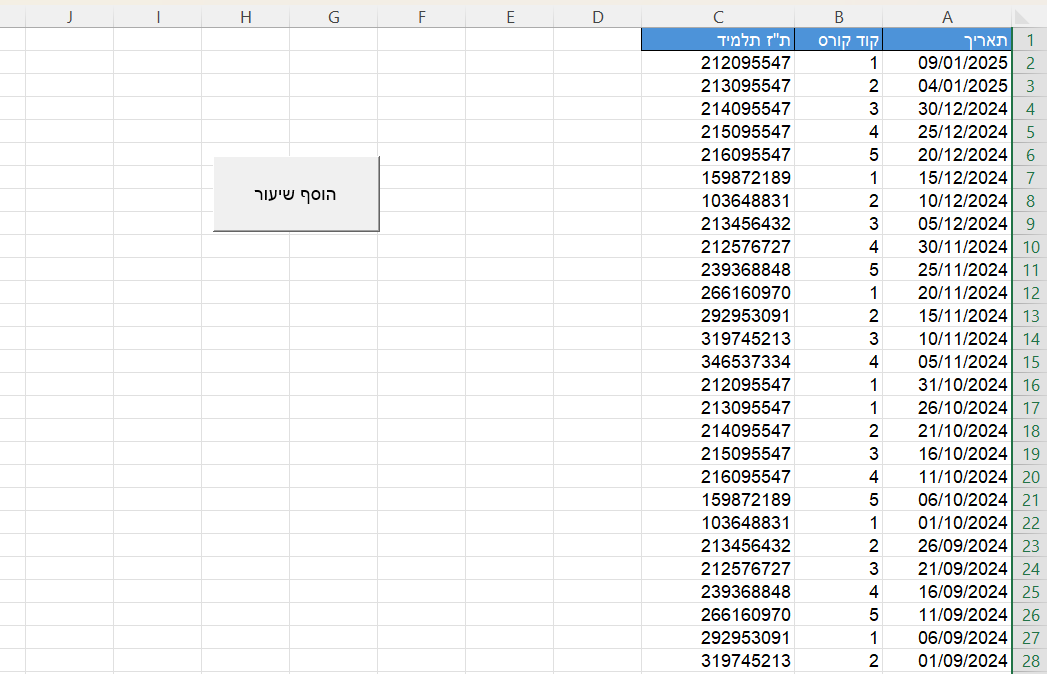 A B C D E F G H I J
1 תאריך קוד קורס ת"ז תלמיד
2 09/01/2025 1 212095547
3 04/01/2025 2 213095547
4 30/12/2024 3 214095547
5 25/12/2024 4 215095547
6 20/12/2024 5 216095547
7 15/12/2024 1 159872189
8 10/12/2024 2 103648831
9 05/12/2024 3 213456432
10 30/11/2024 4 212576727
11 25/11/2024 5 239368848
12 20/11/2024 1 266160970
13 15/11/2024 2 292953091
14 10/11/2024 3 319745213
15 05/11/2024 4 346537334
16 31/10/2024 1 212095547
17 26/10/2024 1 213095547
18 21/10/2024 2 214095547
19 16/10/2024 3 215095547
20 11/10/2024 4 216095547
21 06/10/2024 5 159872189
22 01/10/2024 1 103648831
23 26/09/2024 2 213456432
24 21/09/2024 3 212576727
25 16/09/2024 4 239368848
26 11/09/2024 5 266160970
27 06/09/2024 1 292953091
28 01/09/2024 2 319745213
הוסף שיעור